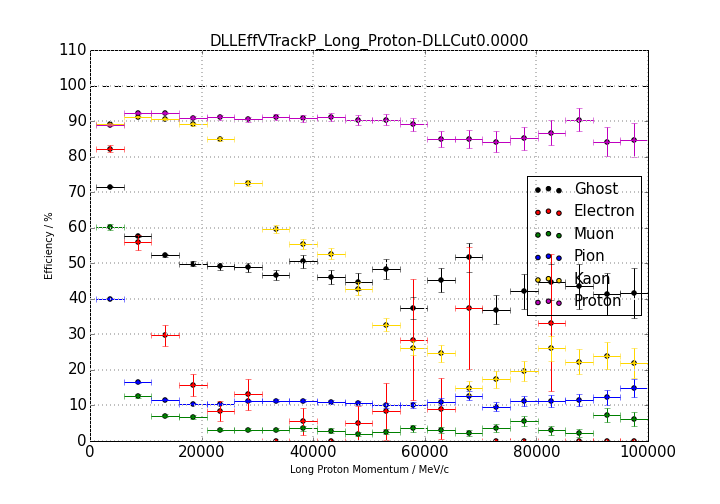 DLLEffVTrackP_Long_Proton-DLLCut0.0000
110
100
90
80
70
60
50
40
30
20
10
0
Efficiency / %
Ghost
Electron
Muon
Pion
Kaon
Proton
0 20000 40000 60000 80000 100000
Long Proton Momentum / MeV/c